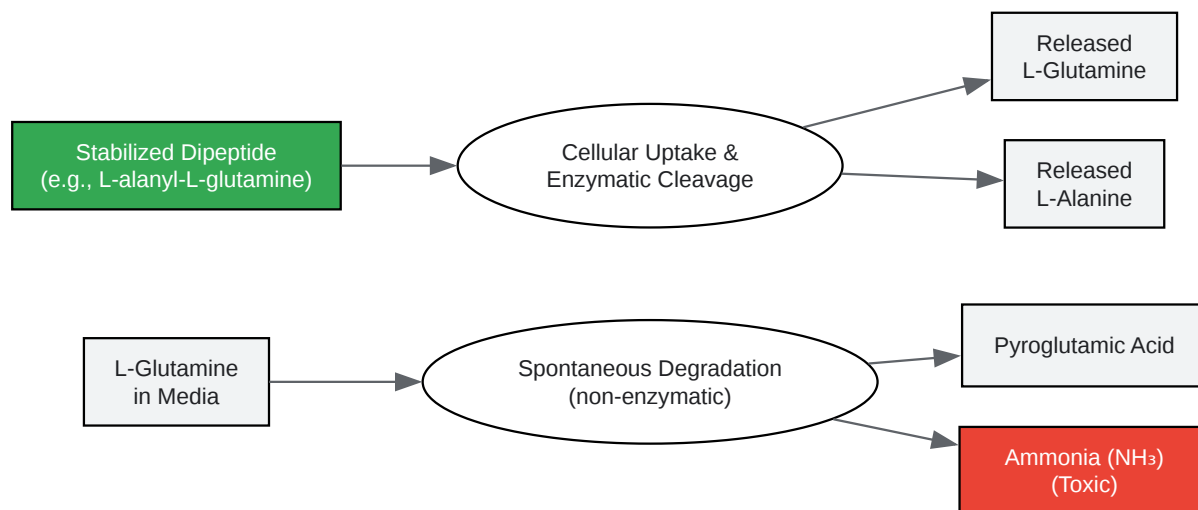 Released
L-Glutamine
Stabilized Dipeptide
(e.g., L-alanyl-L-glutamine)
Cellular Uptake &
Enzymatic Cleavage
Released
L-Alanine
L-Glutamine
in Media
Spontaneous Degradation
(non-enzymatic)
Pyroglutamic Acid
Ammonia (NH₃)
(Toxic)